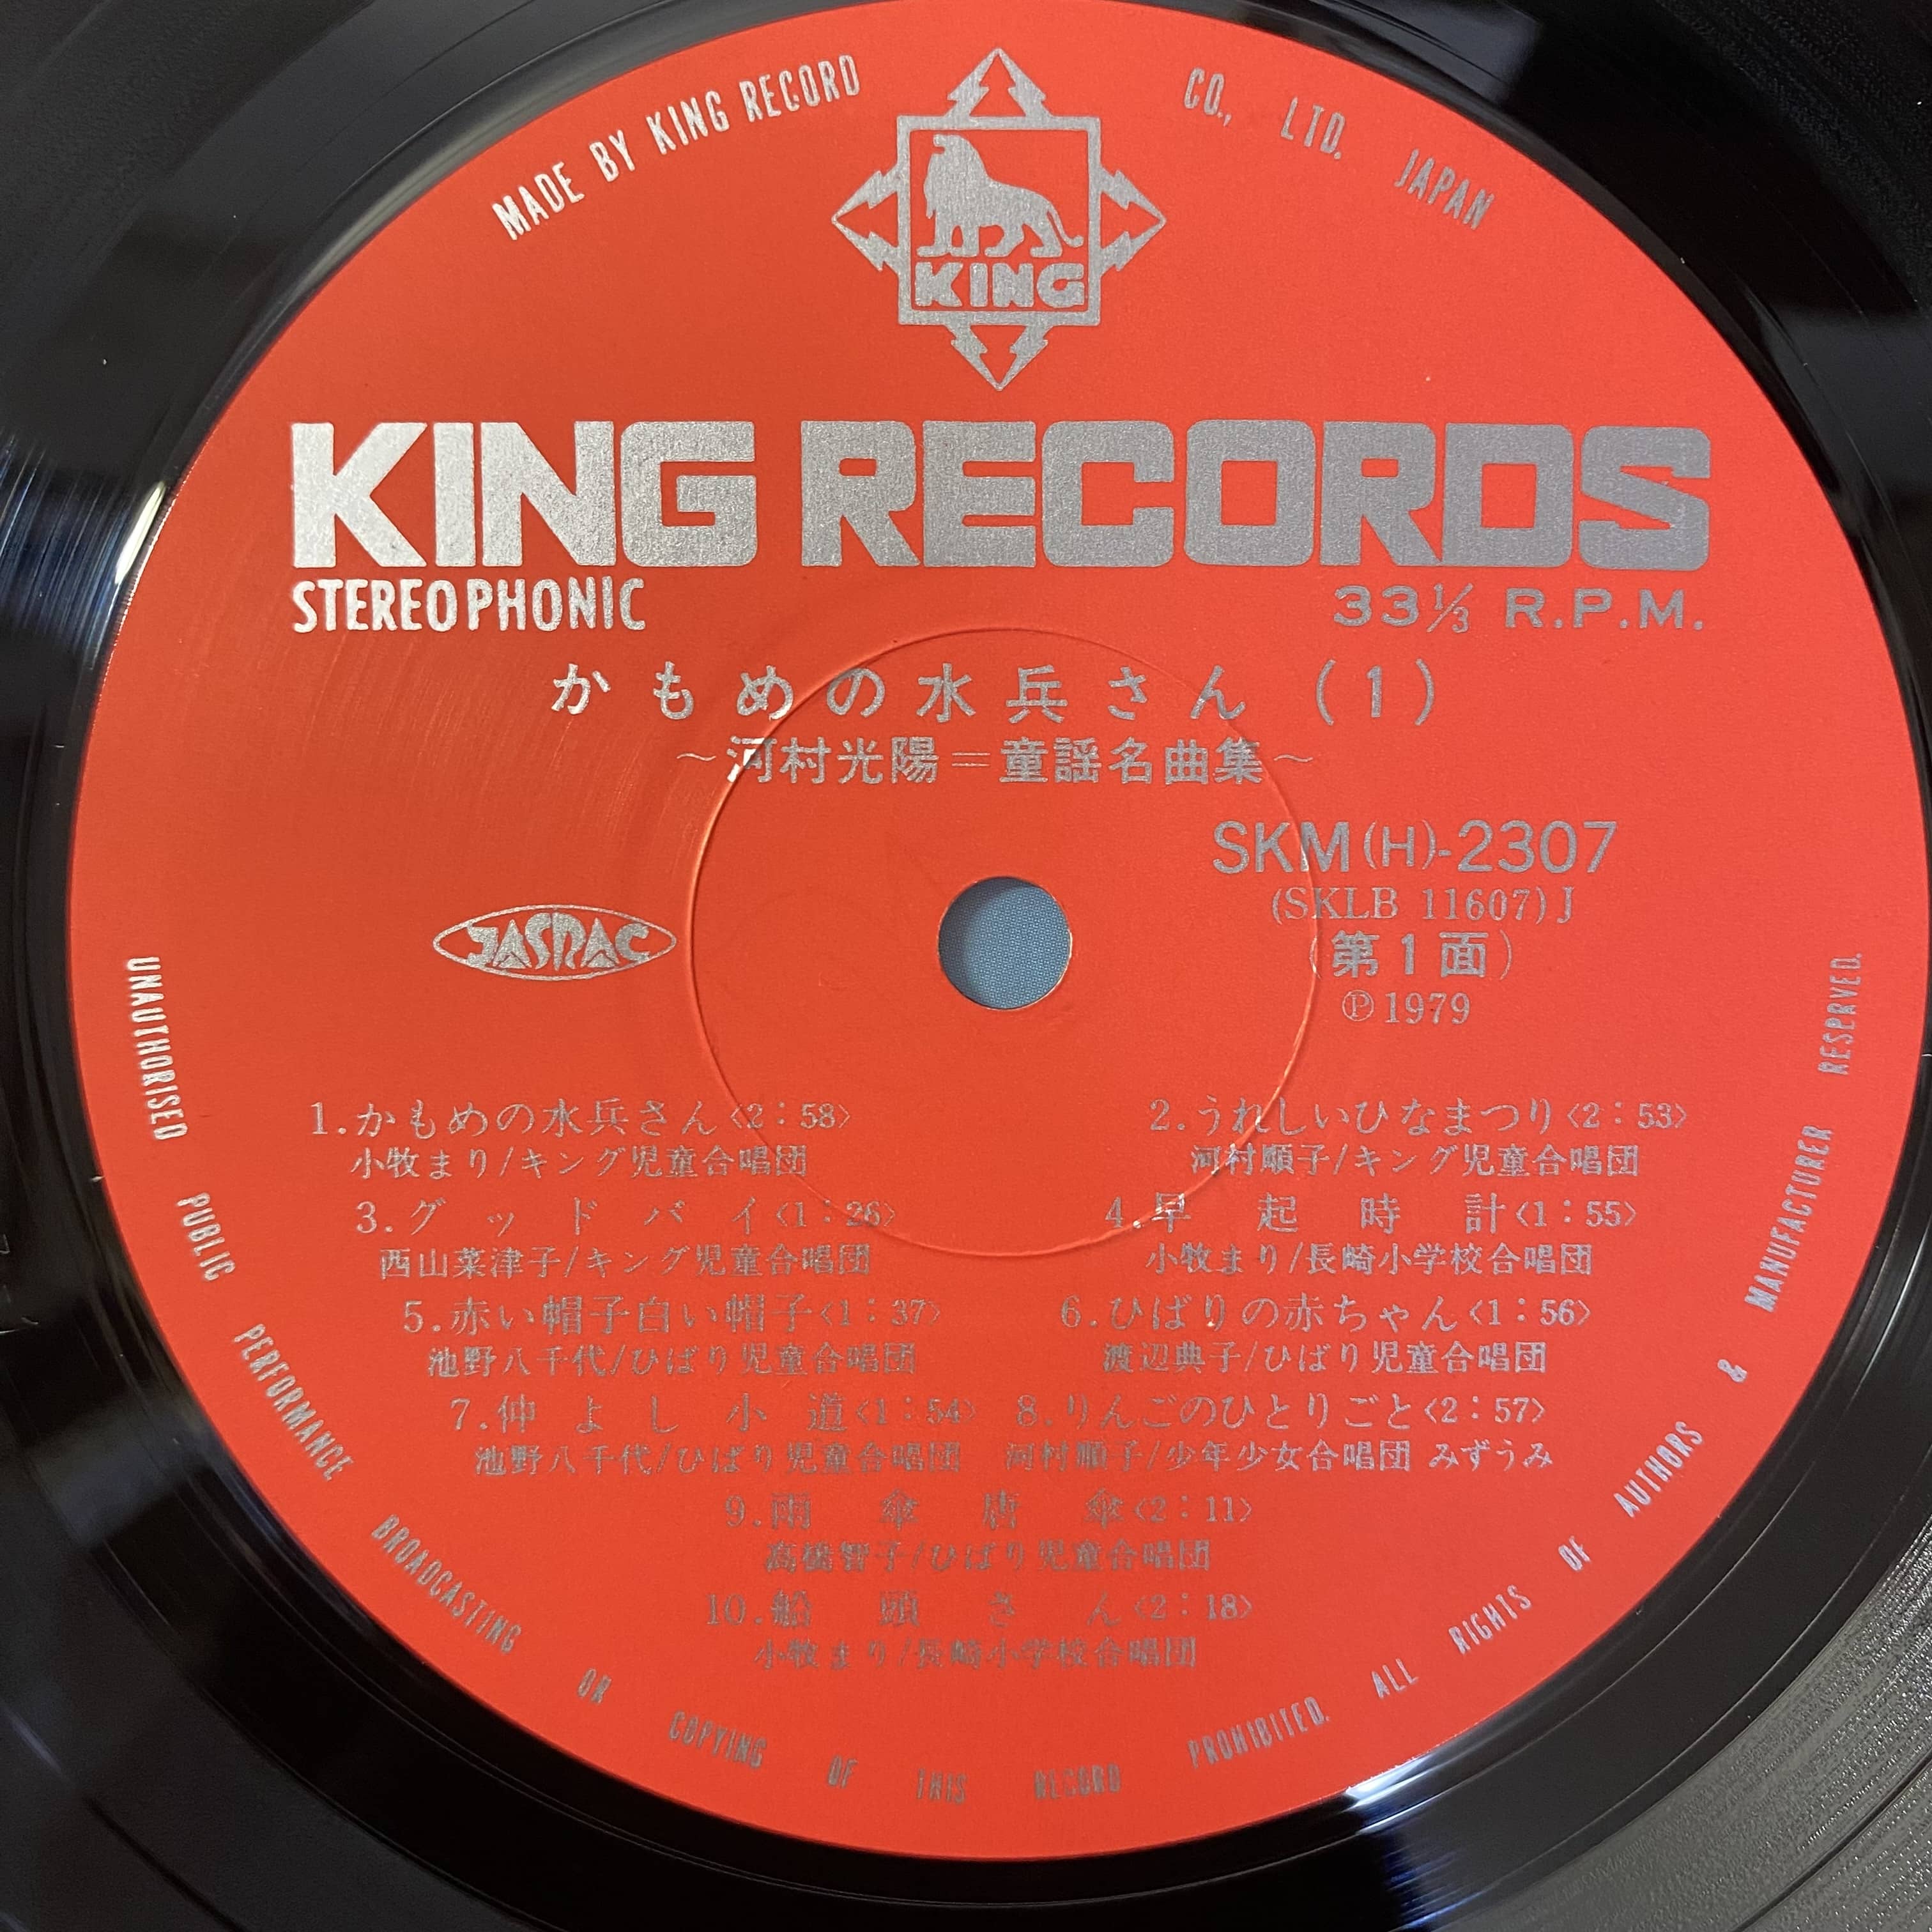 MADE BY KING RECORD CO., LTD. JAPAN
KING
KING RECORDS
STEREOPHONIC
33⅓ R.P.M.
かもめの水兵さん (1)
～河村光陽＝童謡名曲集～
SKM(H)-2307
(SKLB 11607)J
JASRAC
(第1面)
Ⓟ1979
1.かもめの水兵さん〈2:58〉
小牧まり/キング児童合唱団
2.うれしいひなまつり〈2:53〉
河村順子/キング児童合唱団
3.グッドバイ〈1:26〉
西山菜津子/キング児童合唱団
4.早起時計〈1:55〉
小牧まり/長崎小学校合唱団
5.赤い帽子白い帽子〈1:37〉
池野八千代/ひばり児童合唱団
6.ひばりの赤ちゃん〈1:56〉
渡辺典子/ひばり児童合唱団
7.仲よし小道〈1:54〉
池野八千代/ひばり児童合唱団
8.りんごのひとりごと〈2:57〉
河村順子/少年少女合唱団 みずうみ
9.雨傘唐傘〈2:11〉
高橋智子/ひばり児童合唱団
10.船頭さん〈2:18〉
小牧まり/長崎小学校合唱団
UNAUTHORISED PUBLIC PERFORMANCE BROADCASTING OR COPYING OF THIS RECORD PROHIBITED. ALL RIGHTS OF AUTHORS & MANUFACTURER RESERVED.